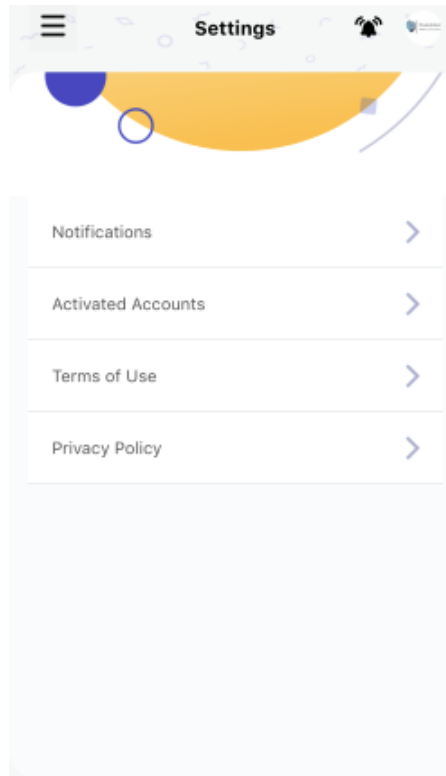 Settings
Notifications
Activated Accounts
Terms of Use
Privacy Policy